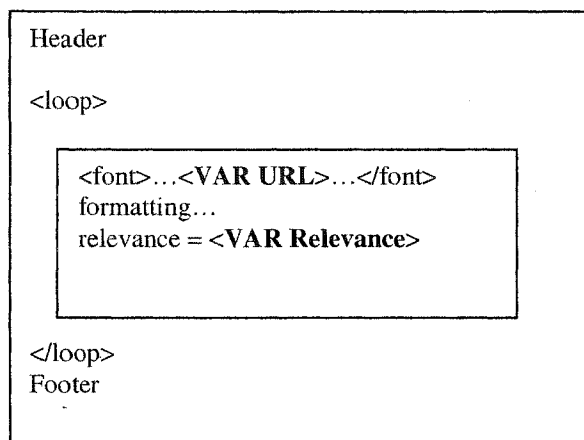 Header
<loop>
<font>...<VAR URL>...</font>
formatting...
relevance = <VAR Relevance>
</loop>
Footer